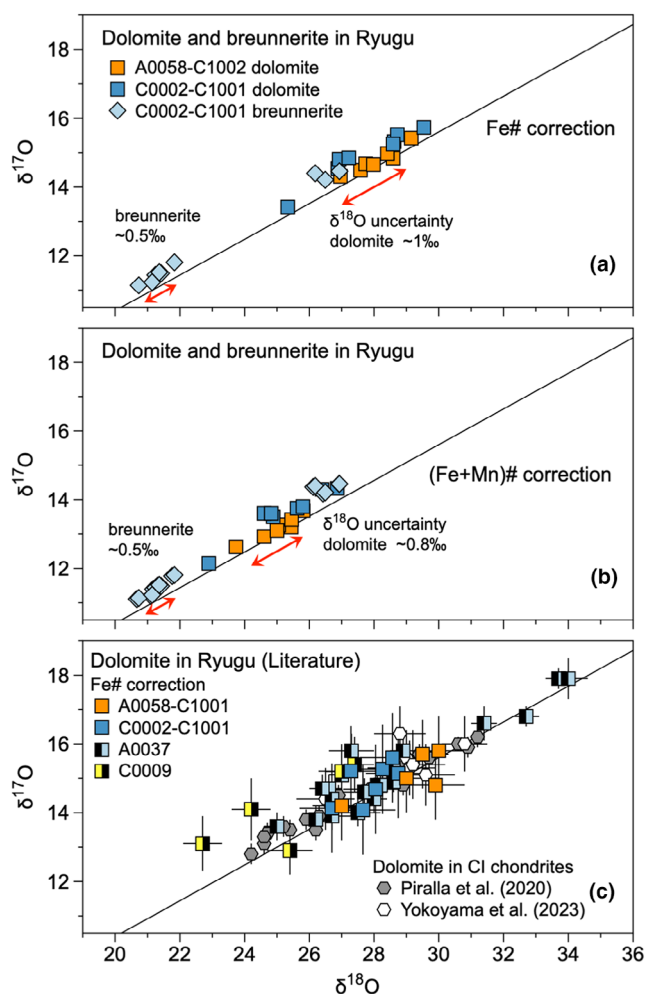 18
16
14
12
δ¹⁷O
Dolomite and breunnerite in Ryugu
A0058-C1002 dolomite
C0002-C1001 dolomite
C0002-C1001 breunnerite
Fe# correction
breunnerite
~0.5‰
δ¹⁸O uncertainty
dolomite ~1‰
(a)
18
16
14
12
δ¹⁷O
Dolomite and breunnerite in Ryugu
(Fe+Mn)# correction
breunnerite
~0.5‰
δ¹⁸O uncertainty
dolomite ~0.8‰
(b)
18
16
14
12
δ¹⁷O
Dolomite in Ryugu (Literature)
Fe# correction
A0058-C1001
C0002-C1001
A0037
C0009
Dolomite in CI chondrites
Piralla et al. (2020)
Yokoyama et al. (2023)
(c)
20 22 24 26 28 30 32 34 36
δ¹⁸O